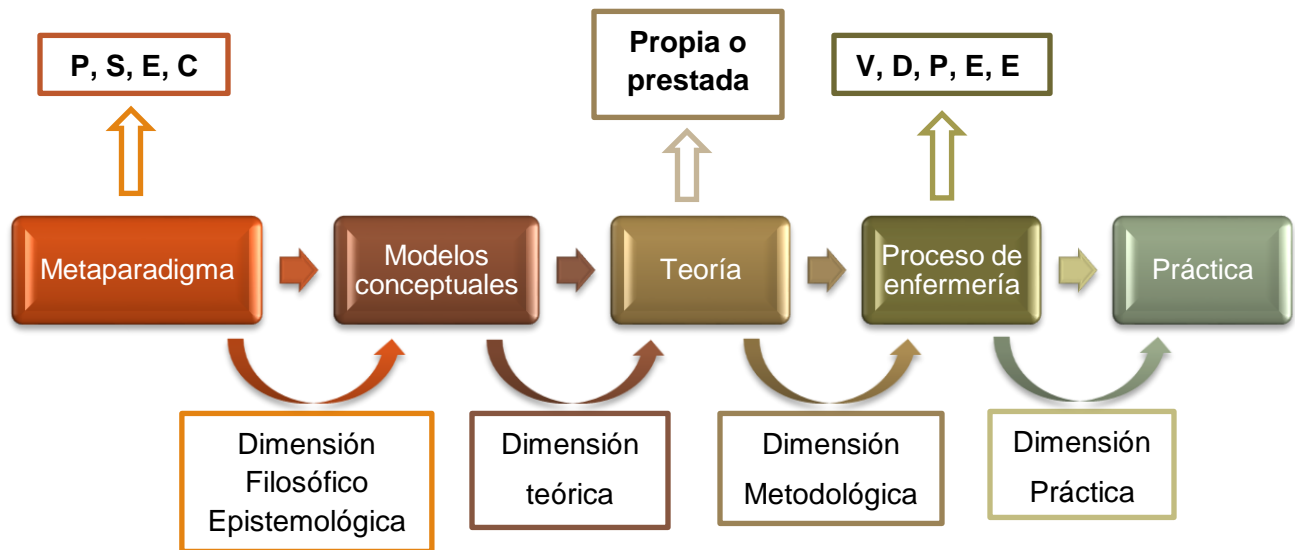 P, S, E, C
Propia o
prestada
V, D, P, E, E
Metaparadigma
Modelos
conceptuales
Teoría
Proceso de
enfermería
Práctica
Dimensión
Filosófico
Epistemológica
Dimensión
teórica
Dimensión
Metodológica
Dimensión
Práctica